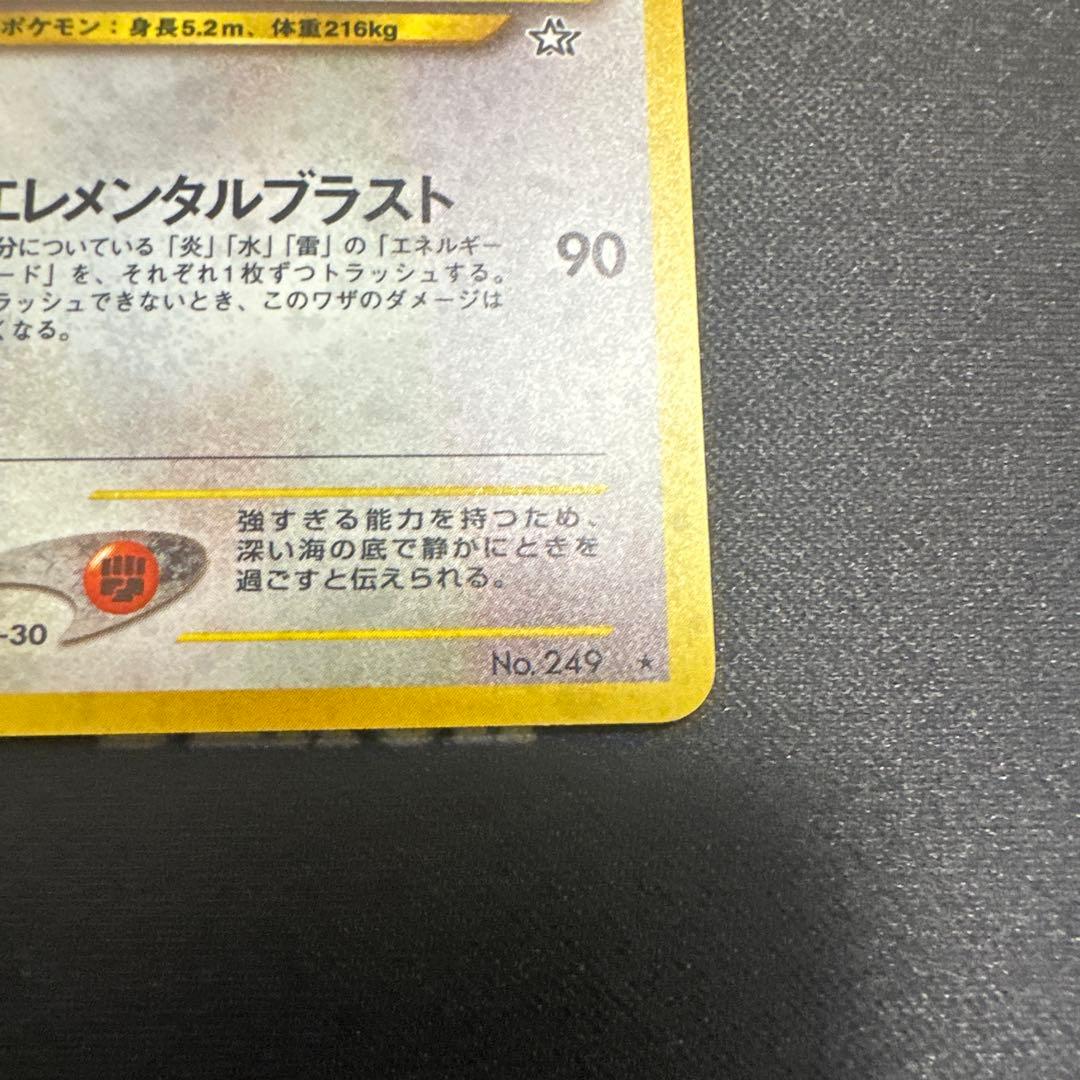 ポケモン：身長5.2m、体重216kg
エレメンタルブラスト
分についている「炎」「水」「雷」の「エネルギー
ード」を、それぞれ1枚ずつトラッシュする。
ラッシュできないとき、このワザのダメージは
くなる。
90
強すぎる能力を持つため、
深い海の底で静かにときを
過ごすと伝えられる。
-30
No. 249 ★